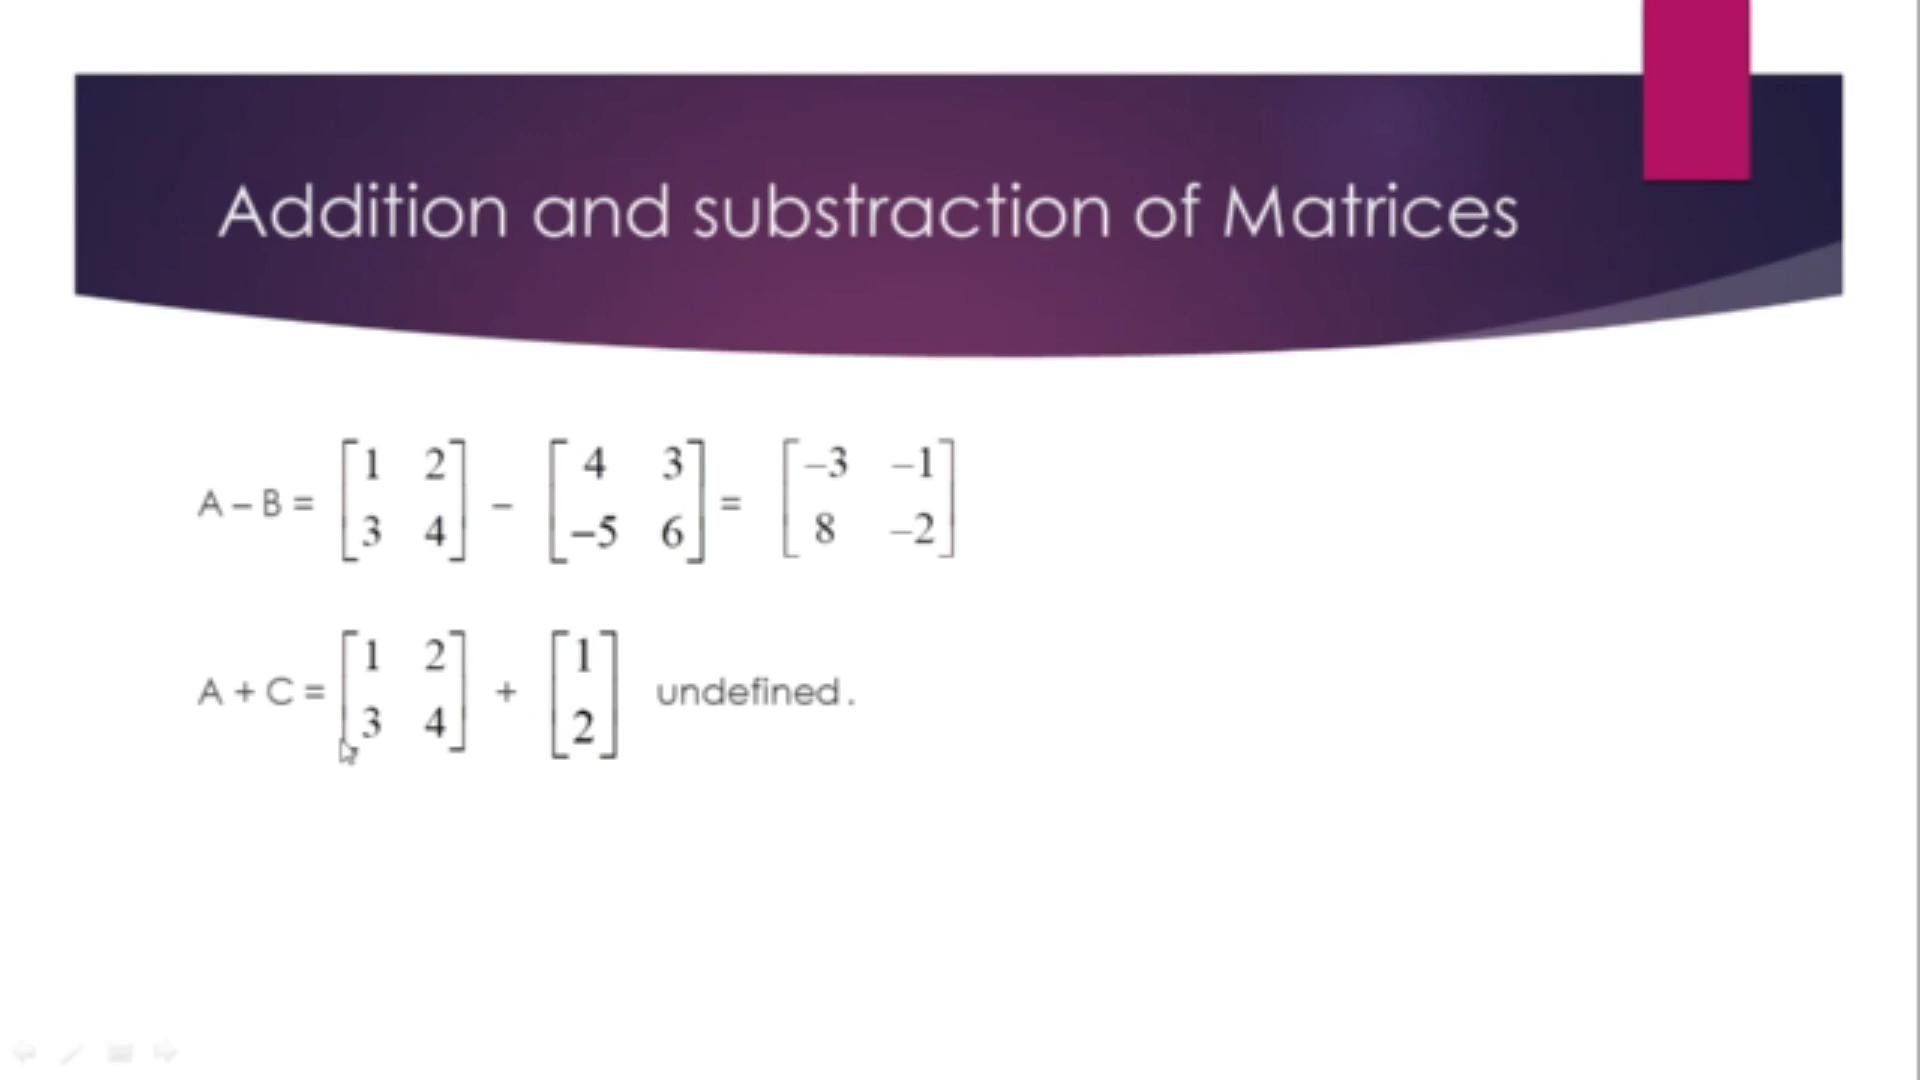 Addition and substraction of Matrices
A – B = [1 2; 3 4] – [4 3; –5 6] = [–3 –1; 8 –2]
A + C = [1 2; 3 4] + [1; 2] undefined.